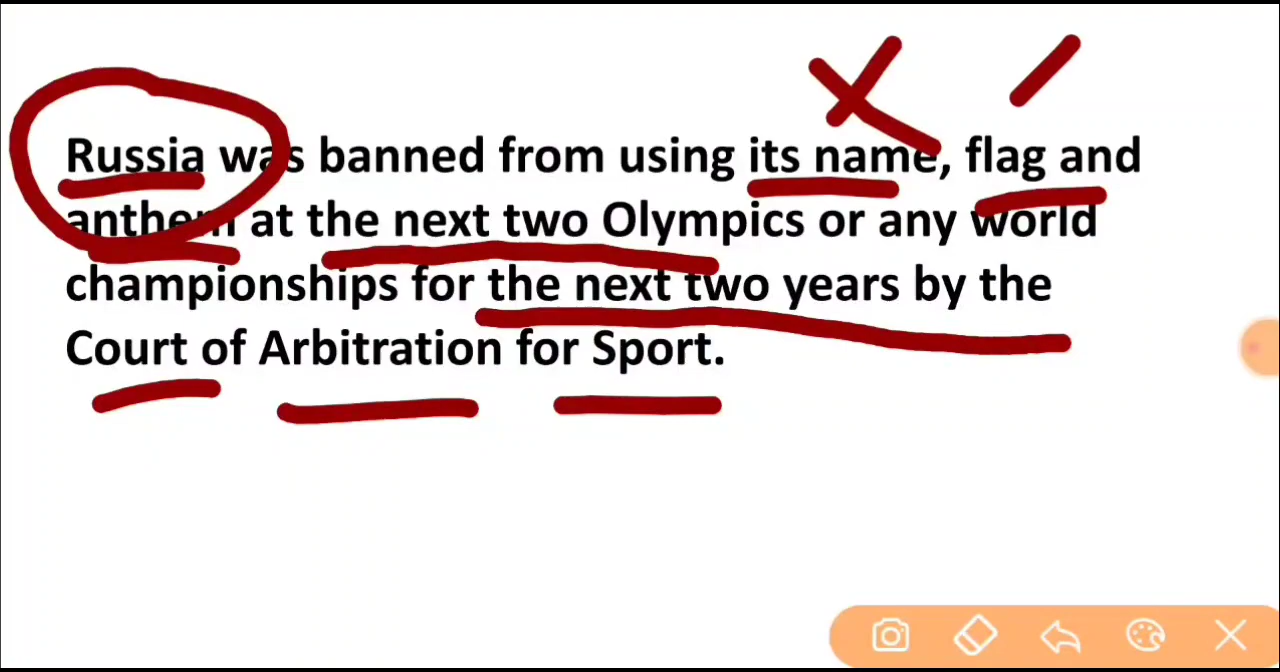 Russia was banned from using its name, flag and
anthem at the next two Olympics or any world
championships for the next two years by the
Court of Arbitration for Sport.